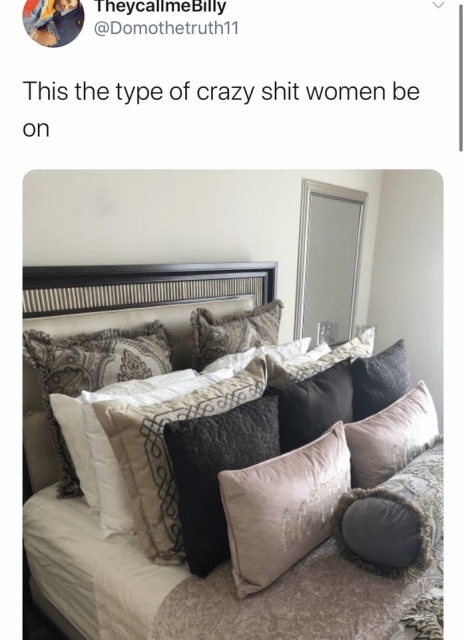 TheycallmeBilly
@Domothetruth11
This the type of crazy shit women be
on